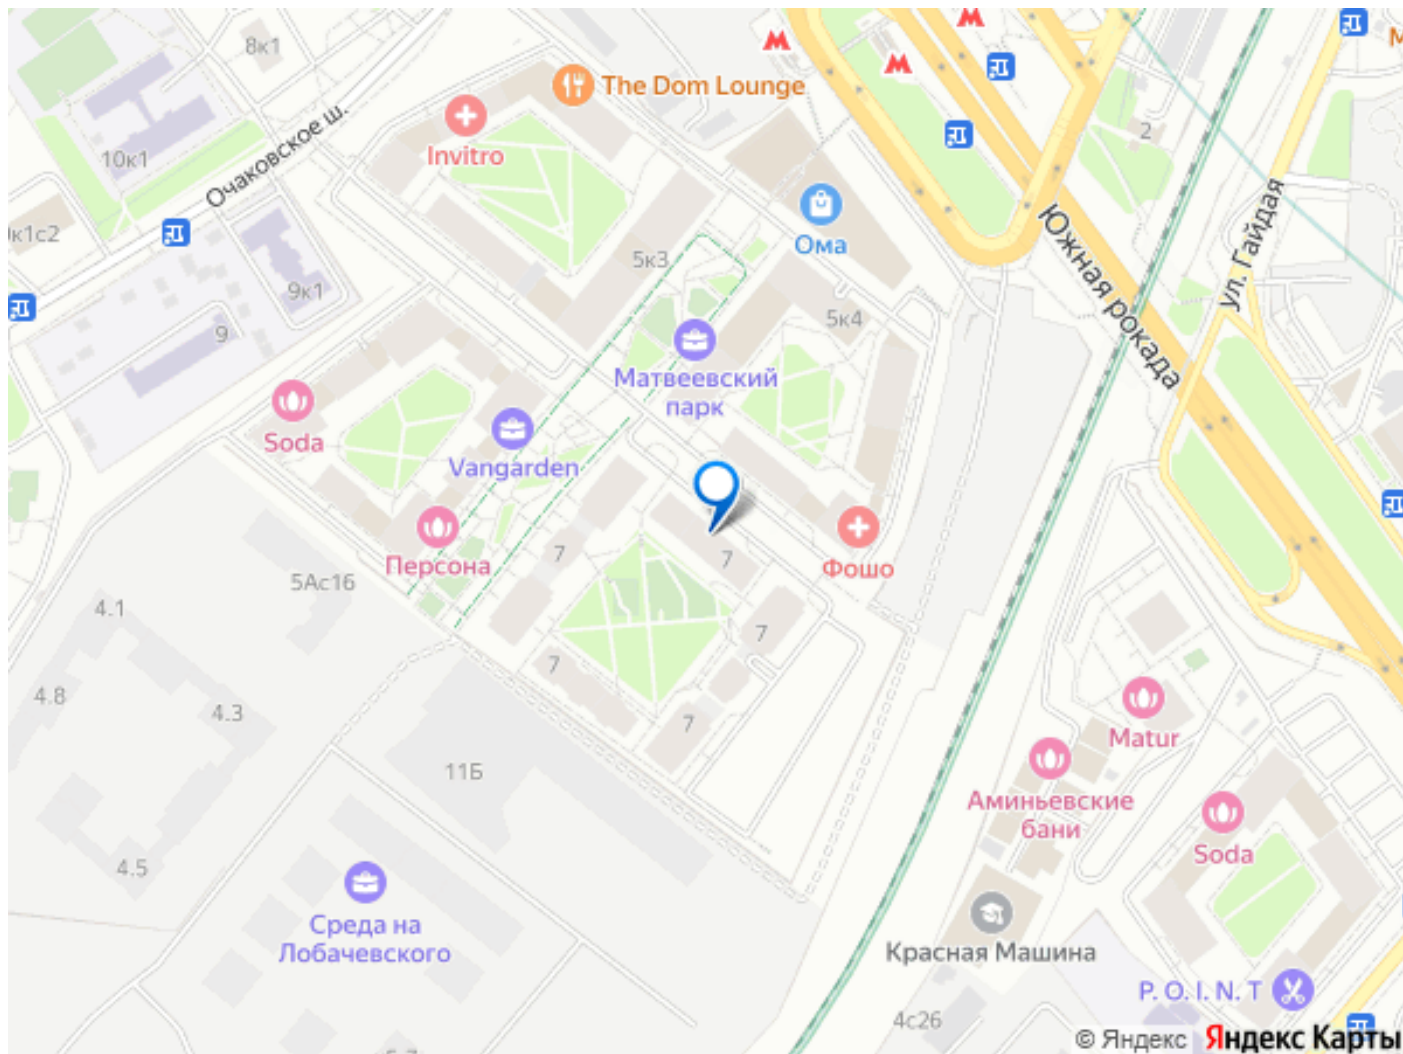 8к1
The Dom Lounge
Invitro
2
10к1
Очаковское ш.
Ома
Южная рокада
ул. Гайдая
5к3
9к1
9
5к4
Матвеевский
парк
Soda
Vangarden
Персона
Фошо
7
7
7
7
7
5Ас16
4.1
4.8
4.3
4.5
11Б
Matur
Аминьевские
бани
Soda
Среда на
Лобачевского
Красная Машина
P. O. I. N. T
4с26
© Яндекс Яндекс Карты